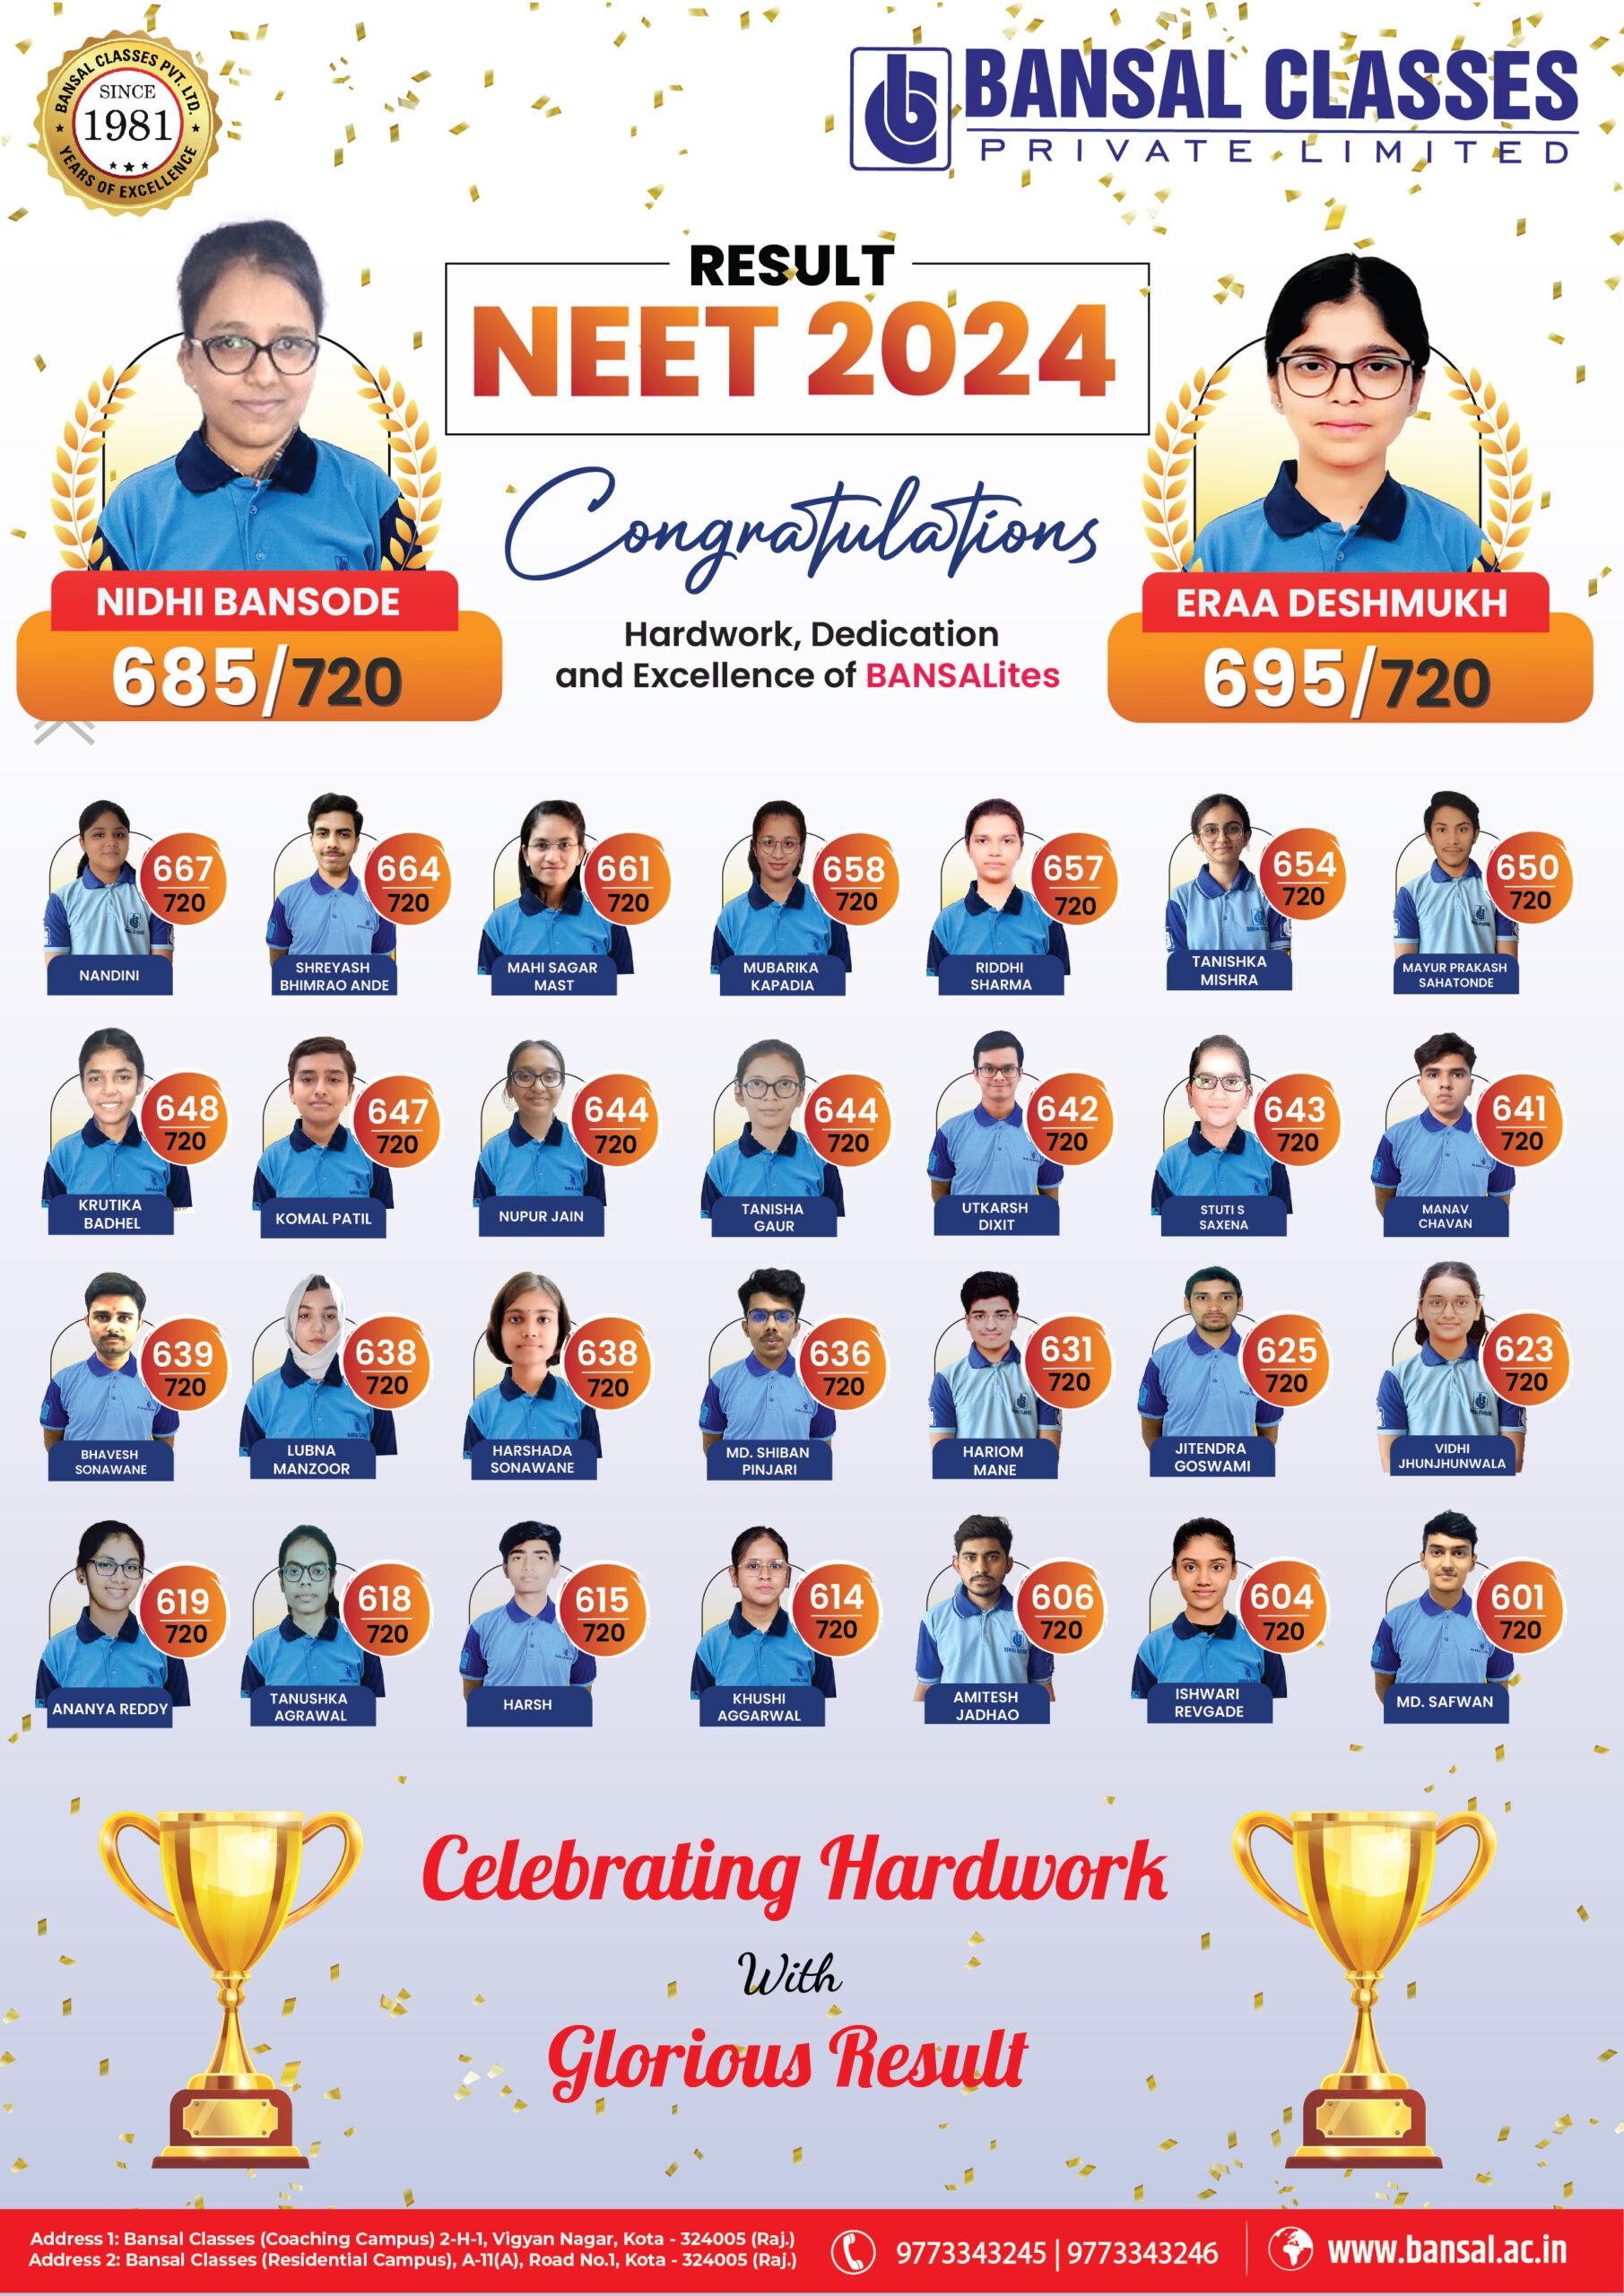 BANSAL CLASSES PVT. LTD.
SINCE
1981
YEARS OF EXCELLENCE
BANSAL CLASSES
PRIVATE LIMITED
RESULT
NEET 2024
Congratulations
Hardwork, Dedication
and Excellence of BANSALites
NIDHI BANSODE
685/720
ERAA DESHMUKH
695/720
667
720
NANDINI
664
720
SHREYASH
BHIMRAO ANDE
661
720
MAHI SAGAR
MAST
658
720
MUBARIKA
KAPADIA
657
720
RIDDHI
SHARMA
654
720
TANISHKA
MISHRA
650
720
MAYUR PRAKASH
SAHATONDE
648
720
KRUTIKA
BADHEL
647
720
KOMAL PATIL
644
720
NUPUR JAIN
644
720
TANISHA
GAUR
642
720
UTKARSH
DIXIT
643
720
STUTI S
SAXENA
641
720
MANAV
CHAVAN
639
720
BHAVESH
SONAWANE
638
720
LUBNA
MANZOOR
638
720
HARSHADA
SONAWANE
636
720
MD. SHIBAN
PINJARI
631
720
HARIOM
MANE
625
720
JITENDRA
GOSWAMI
623
720
VIDHI
JHUNJHUNWALA
619
720
ANANYA REDDY
618
720
TANUSHKA
AGRAWAL
615
720
HARSH
614
720
KHUSHI
AGGARWAL
606
720
AMITESH
JADHAO
604
720
ISHWARI
REVGADE
601
720
MD. SAFWAN
Celebrating Hardwork
With
Glorious Result
Address 1: Bansal Classes (Coaching Campus) 2-H-1, Vigyan Nagar, Kota - 324005 (Raj.)
Address 2: Bansal Classes (Residential Campus), A-11(A), Road No.1, Kota - 324005 (Raj.)
9773343245 | 9773343246
www.bansal.ac.in